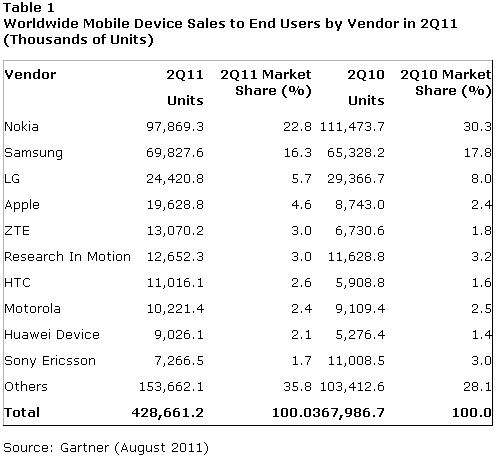 Table 1
Worldwide Mobile Device Sales to End Users by Vendor in 2Q11
(Thousands of Units)
Vendor 2Q11 Units 2Q11 Market Share (%) 2Q10 Units 2Q10 Market Share (%)
Nokia 97,869.3 22.8 111,473.7 30.3
Samsung 69,827.6 16.3 65,328.2 17.8
LG 24,420.8 5.7 29,366.7 8.0
Apple 19,628.8 4.6 8,743.0 2.4
ZTE 13,070.2 3.0 6,730.6 1.8
Research In Motion 12,652.3 3.0 11,628.8 3.2
HTC 11,016.1 2.6 5,908.8 1.6
Motorola 10,221.4 2.4 9,109.4 2.5
Huawei Device 9,026.1 2.1 5,276.4 1.4
Sony Ericsson 7,266.5 1.7 11,008.5 3.0
Others 153,662.1 35.8 103,412.6 28.1
Total 428,661.2 100.0 367,986.7 100.0
Source: Gartner (August 2011)